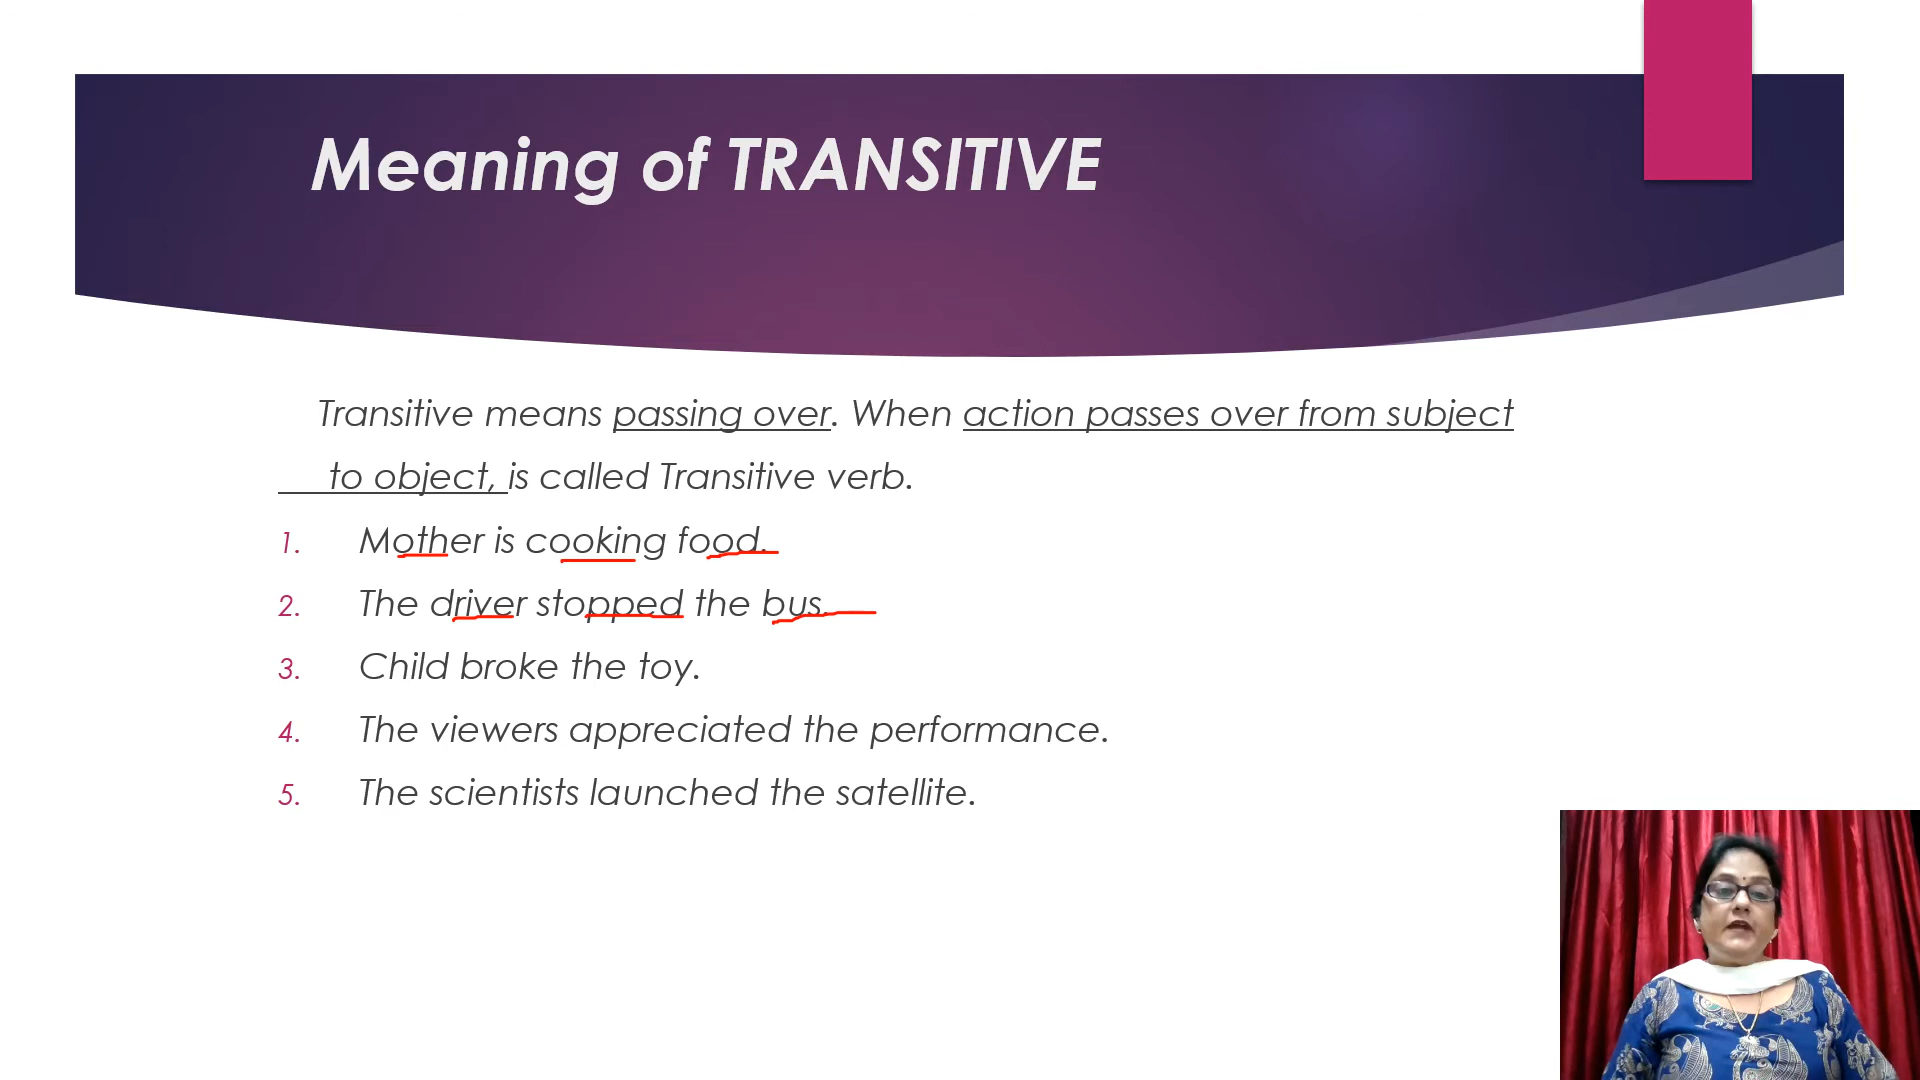 Meaning of TRANSITIVE
Transitive means passing over. When action passes over from subject
to object, is called Transitive verb.
1. Mother is cooking food.
2. The driver stopped the bus.
3. Child broke the toy.
4. The viewers appreciated the performance.
5. The scientists launched the satellite.